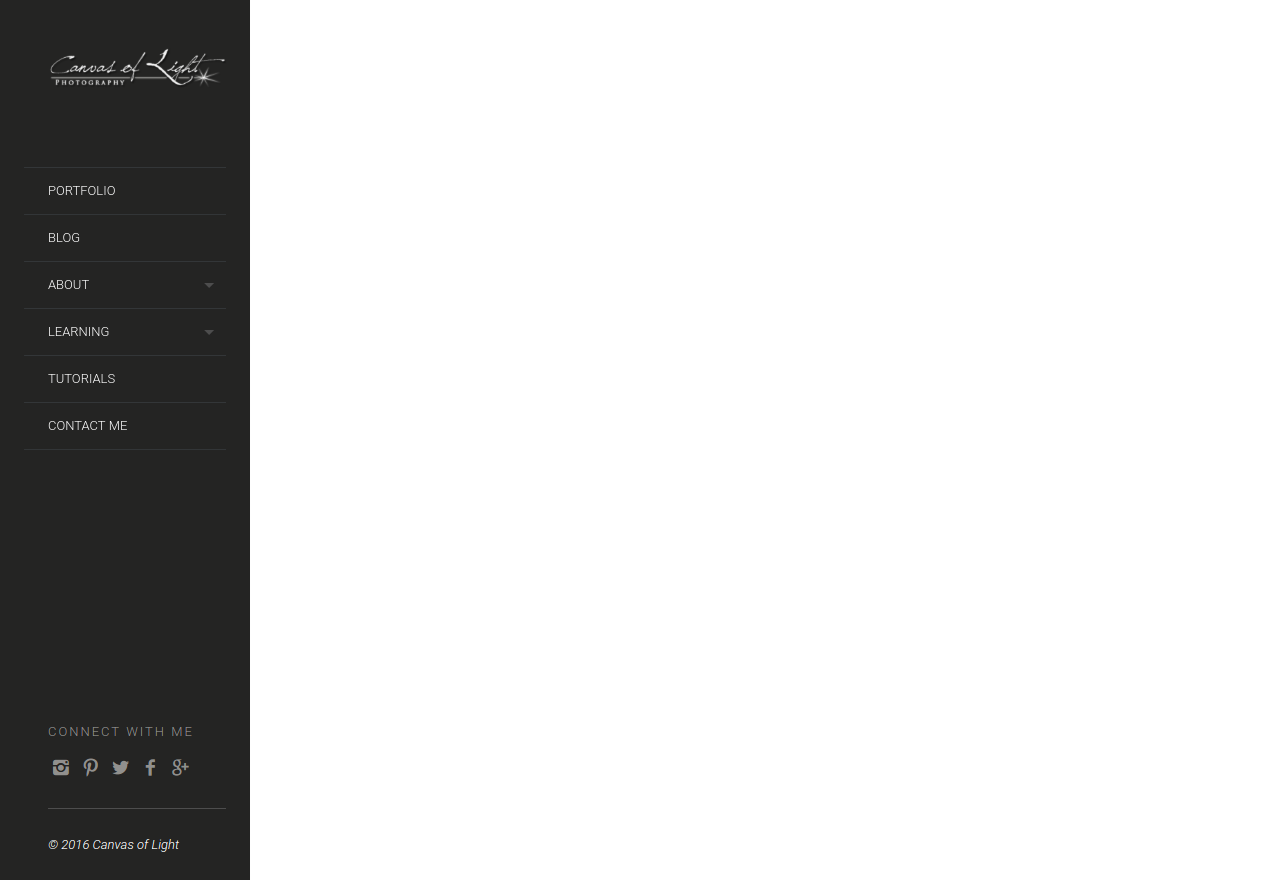 Canvas of Light
PHOTOGRAPHY
PORTFOLIO
BLOG
ABOUT
LEARNING
TUTORIALS
CONTACT ME
CONNECT WITH ME
© 2016 Canvas of Light